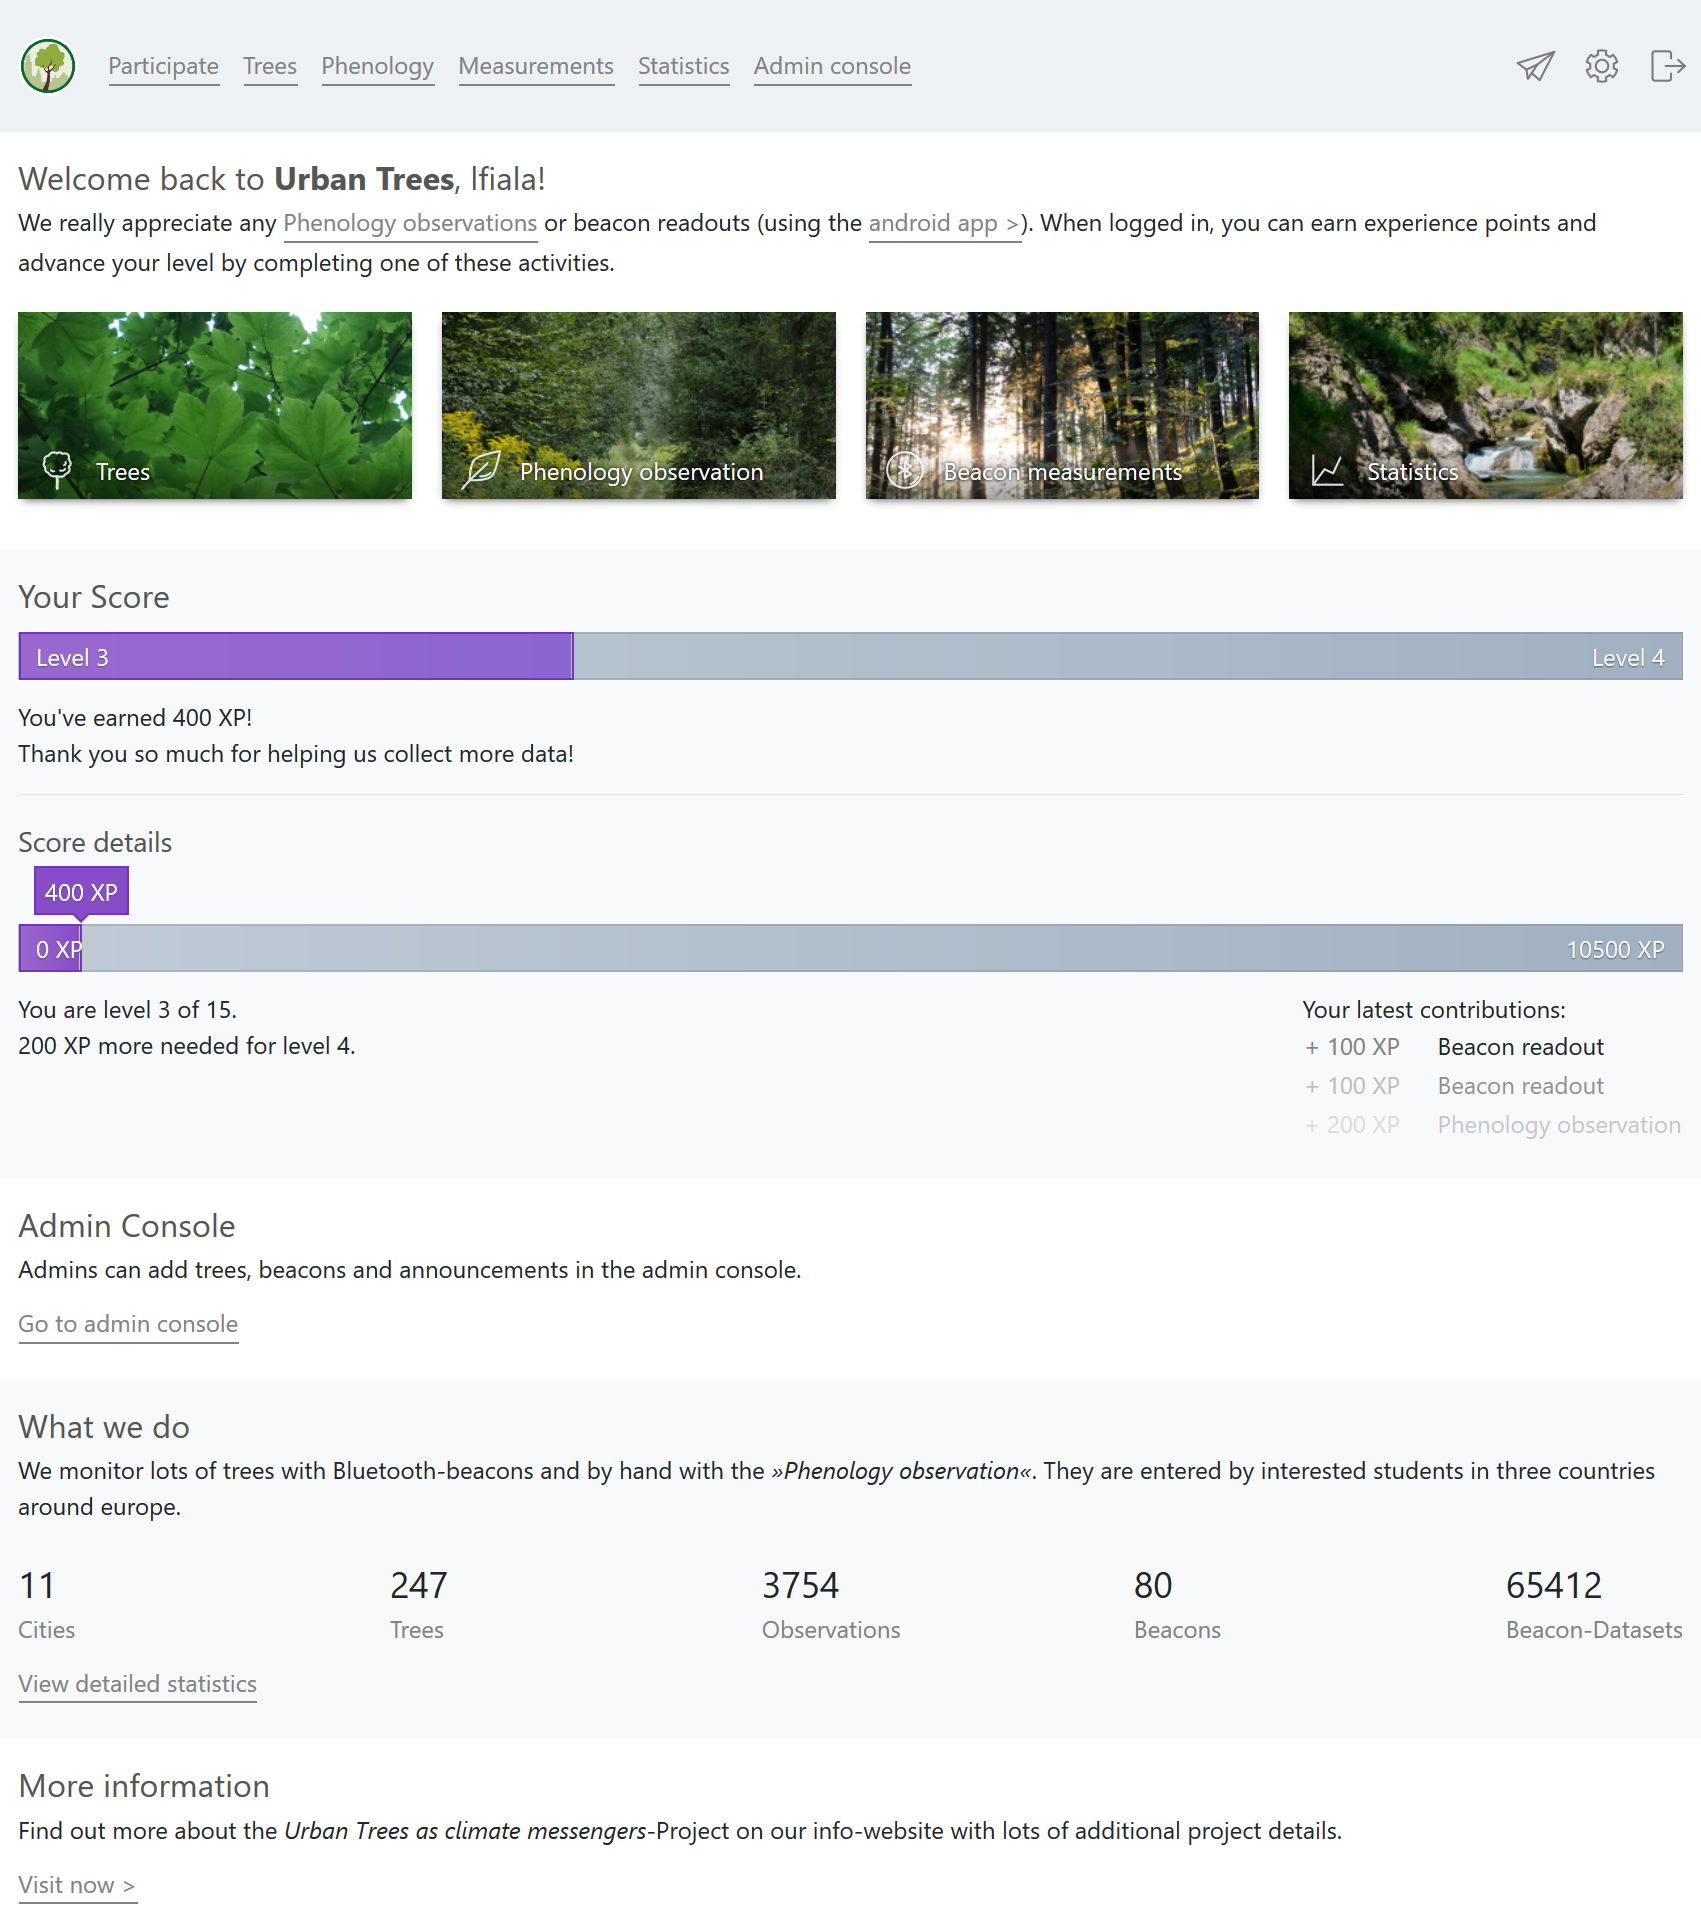 Participate Trees Phenology Measurements Statistics Admin console
Welcome back to Urban Trees, lfiala!
We really appreciate any Phenology observations or beacon readouts (using the android app >). When logged in, you can earn experience points and
advance your level by completing one of these activities.
Trees
Phenology observation
Beacon measurements
Statistics
Your Score
Level 3
Level 4
You've earned 400 XP!
Thank you so much for helping us collect more data!
Score details
400 XP
0 XP
10500 XP
You are level 3 of 15.
200 XP more needed for level 4.
Your latest contributions:
+ 100 XP Beacon readout
+ 100 XP Beacon readout
+ 200 XP Phenology observation
Admin Console
Admins can add trees, beacons and announcements in the admin console.
Go to admin console
What we do
We monitor lots of trees with Bluetooth-beacons and by hand with the »Phenology observation«. They are entered by interested students in three countries
around europe.
11
Cities
247
Trees
3754
Observations
80
Beacons
65412
Beacon-Datasets
View detailed statistics
More information
Find out more about the Urban Trees as climate messengers-Project on our info-website with lots of additional project details.
Visit now >